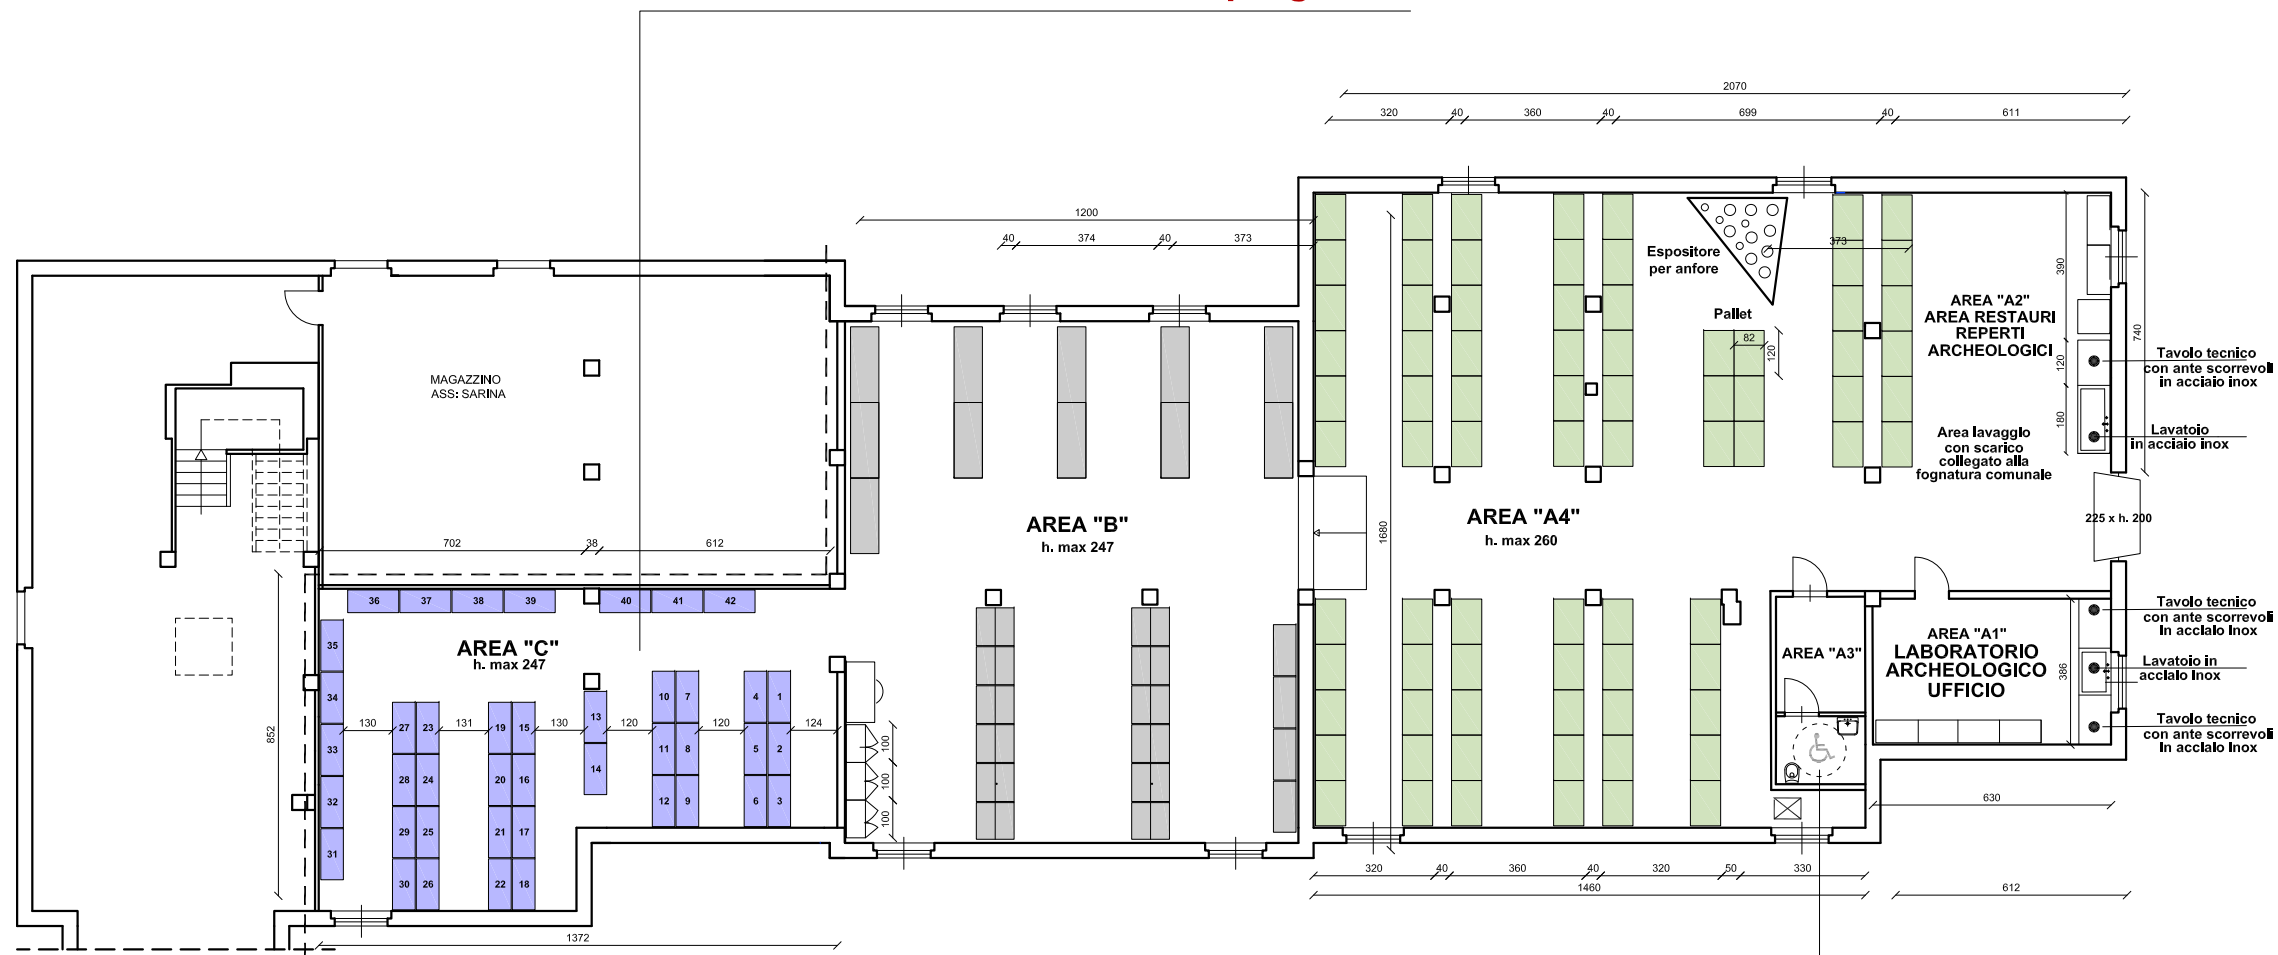 2070
320 40 360 40 699 40 611
1200
40 374 40 373
373
Espositore
per anfore
Pallet
82
120
390
740
120
180
AREA "A2"
AREA RESTAURI
REPERTI
ARCHEOLOGICI
Tavolo tecnico
con ante scorrevoli
in acciaio inox
Area lavaggio
con scarico
collegato alla
fognatura comunale
Lavatoio
in acciaio inox
MAGAZZINO
ASS: SARINA
702 38 612
AREA "B"
h. max 247
1680
AREA "A4"
h. max 260
225 x h. 200
36 37 38 39 40 41 42
AREA "C"
h. max 247
35
34
33
32
31
852
130 131 130 120 120 124
27 23
28 24
29 25
30 26
19 15
20 16
21 17
22 18
13
14
10 7
11 8
12 9
4 1
5 2
6 3
100
100
100
AREA "A3"
AREA "A1"
LABORATORIO
ARCHEOLOGICO
UFFICIO
386
Tavolo tecnico
con ante scorrevoli
in acciaio inox
Lavatoio in
acciaio inox
Tavolo tecnico
con ante scorrevoli
in acciaio inox
630
320 40 360 40 320 50 330
1460
612
1372